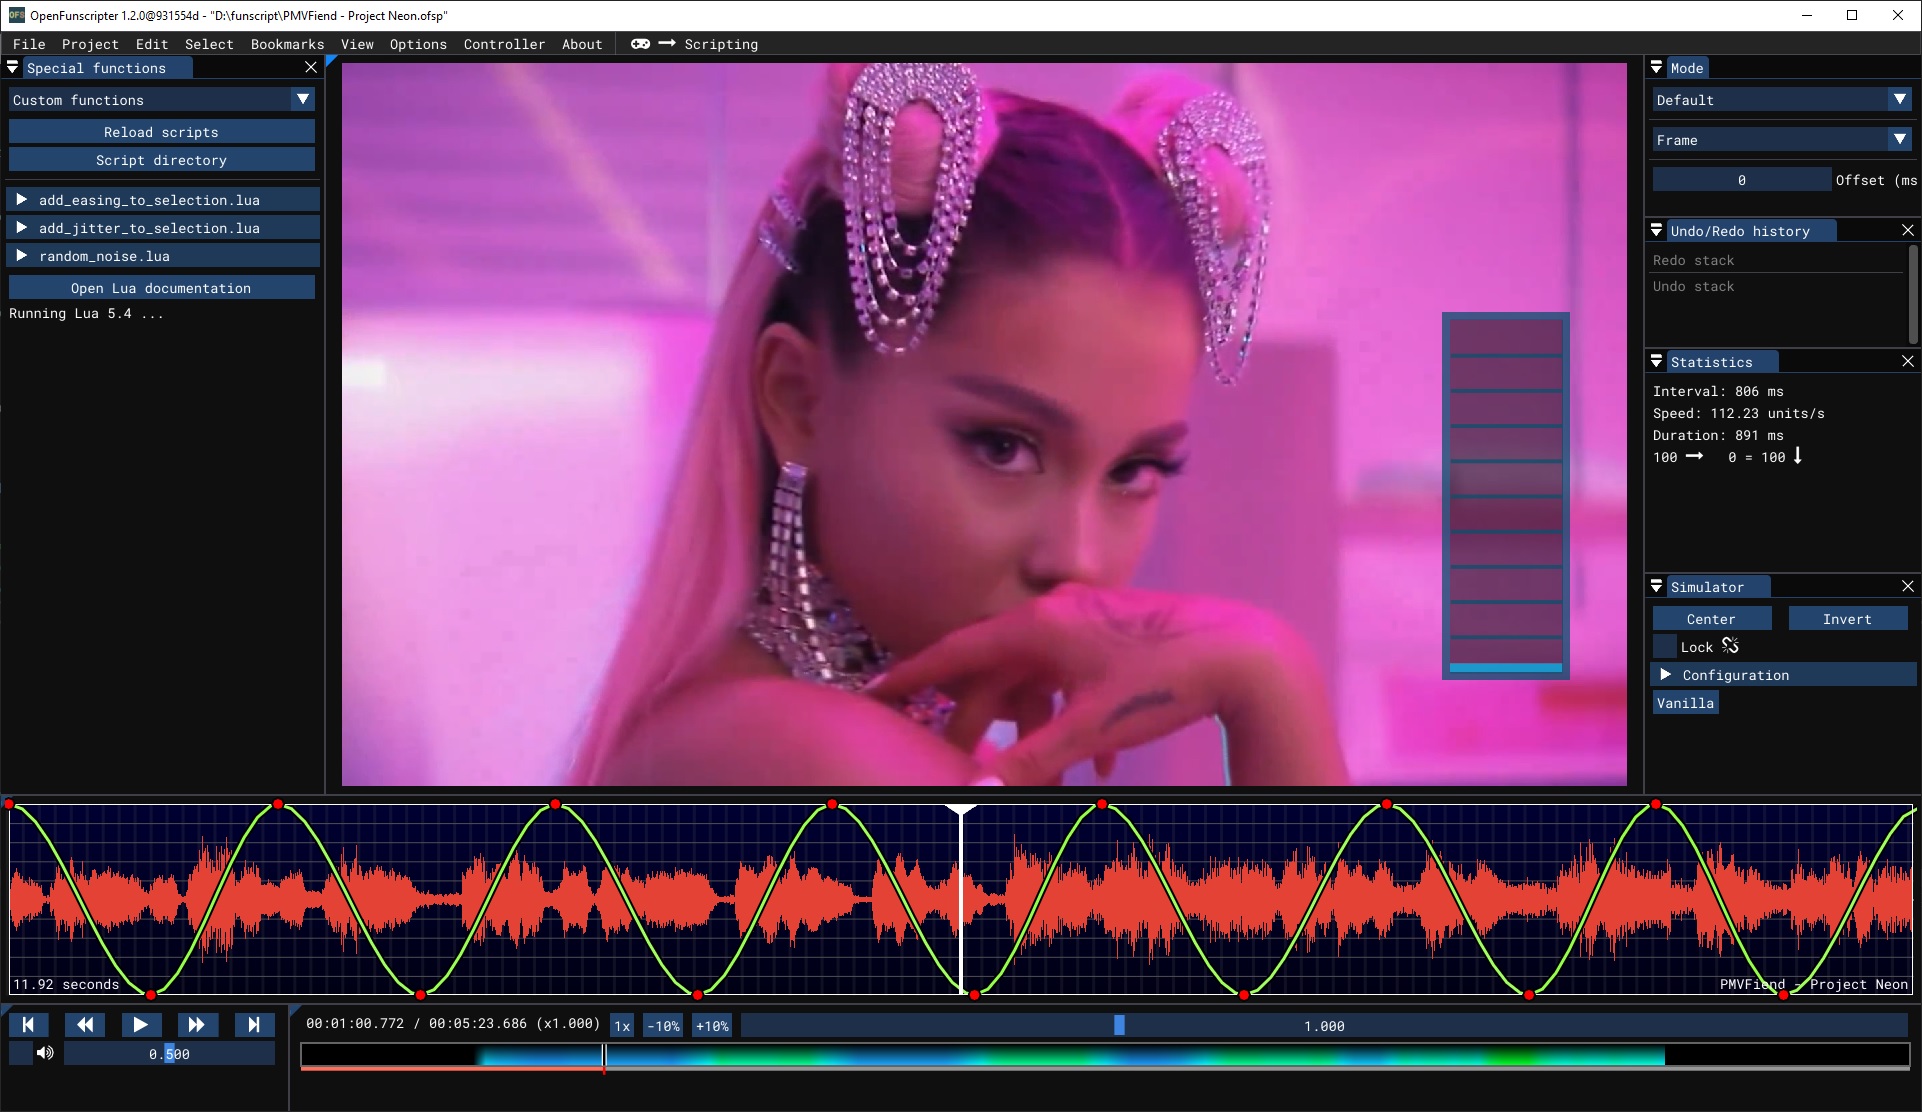 OFS OpenFunscripter 1.2.0@931554d - "D:\funscript\PMVFiend - Project Neon.ofsp"
File Project Edit Select Bookmarks View Options Controller About Scripting
Special functions
Custom functions
Reload scripts
Script directory
add_easing_to_selection.lua
add_jitter_to_selection.lua
random_noise.lua
Open Lua documentation
Running Lua 5.4 ...
Mode
Default
Frame
0 Offset (ms
Undo/Redo history
Redo stack
Undo stack
Statistics
Interval: 806 ms
Speed: 112.23 units/s
Duration: 891 ms
100 → 0 = 100 ↓
Simulator
Center Invert
Lock
Configuration
Vanilla
11.92 seconds
PMVFiend - Project Neon
00:01:00.772 / 00:05:23.686 (x1.000) 1x -10% +10% 1.000
0.500